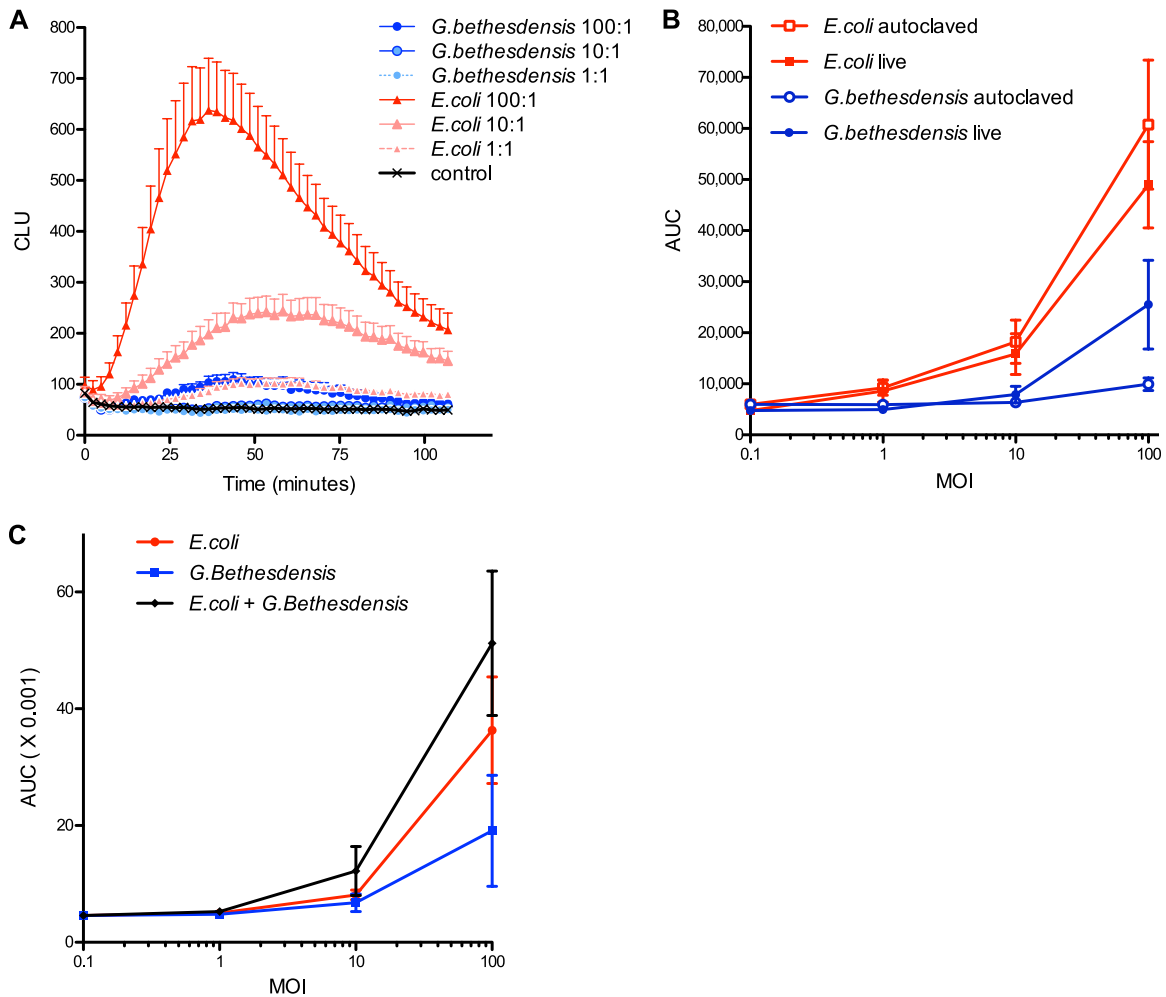 A
800
700
600
500
400
300
200
100
0
CLU
0 25 50 75 100
Time (minutes)
G.bethesdensis 100:1
G.bethesdensis 10:1
G.bethesdensis 1:1
E.coli 100:1
E.coli 10:1
E.coli 1:1
control
B
80,000
70,000
60,000
50,000
40,000
30,000
20,000
10,000
0
AUC
0.1 1 10 100
MOI
E.coli autoclaved
E.coli live
G.bethesdensis autoclaved
G.bethesdensis live
C
60
40
20
0
AUC ( X 0.001)
0.1 1 10 100
MOI
E.coli
G.Bethesdensis
E.coli + G.Bethesdensis